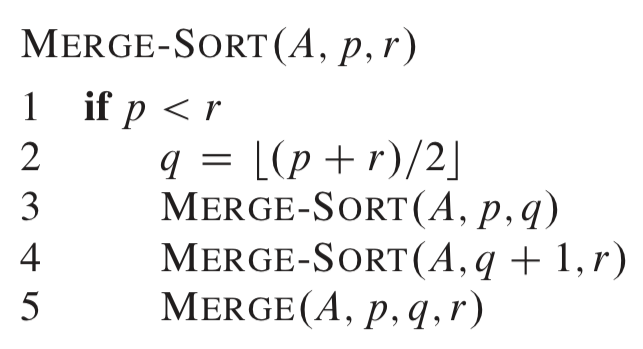 MERGE-SORT(A, p, r)
1 if p < r
2 q = ⌊(p + r)/2⌋
3 MERGE-SORT(A, p, q)
4 MERGE-SORT(A, q + 1, r)
5 MERGE(A, p, q, r)